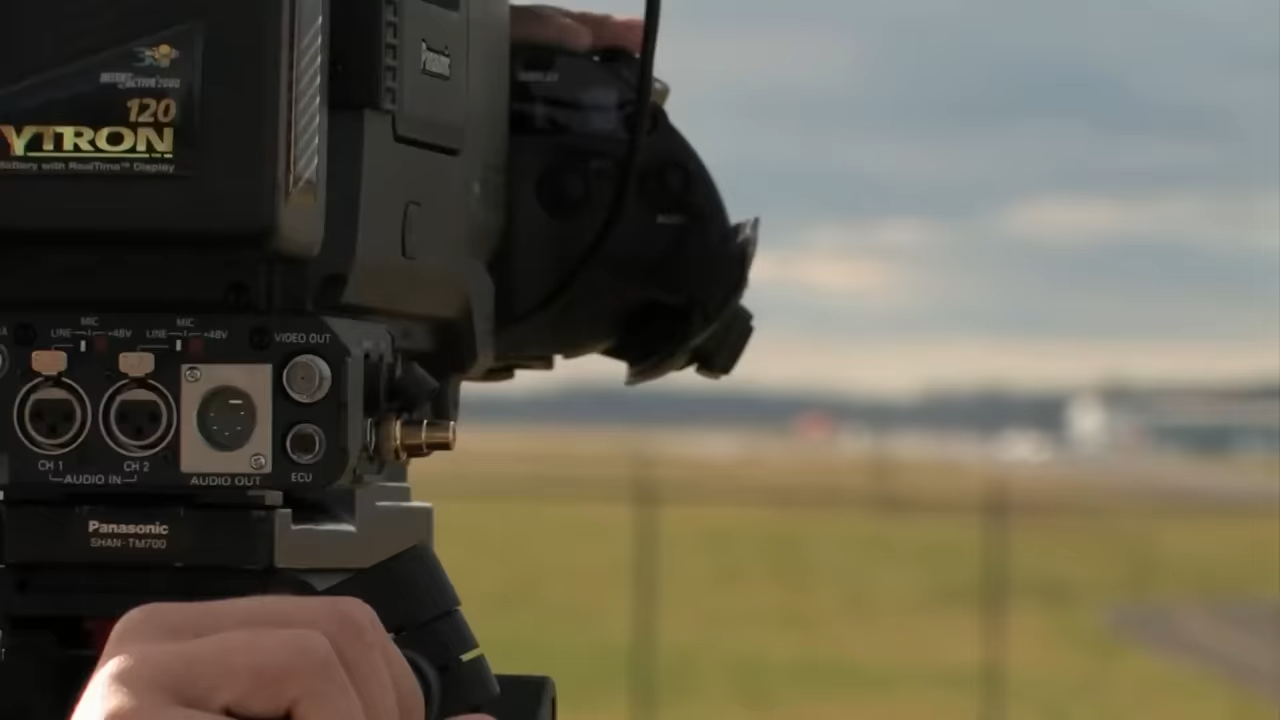 Panasonic
120
YTRON
Battery with RealTime™ Display
MIC
MIC
LINE
+48V
LINE
+48V
VIDEO OUT
CH 1
CH 2
AUDIO IN
AUDIO OUT
ECU
Panasonic
SHAN-TM700